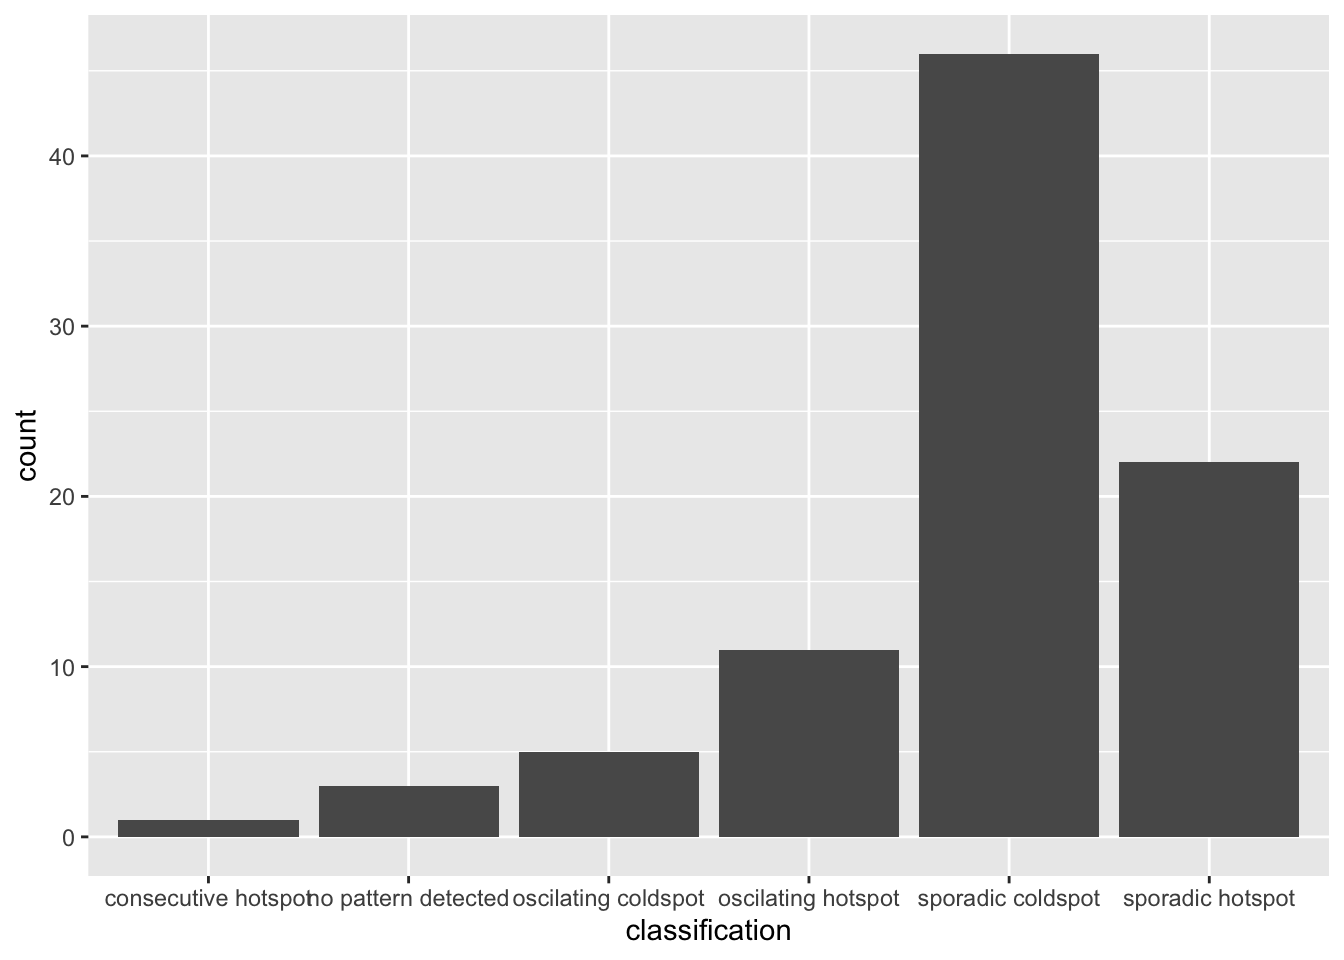 count
40
30
20
10
0
consecutive hotspot no pattern detected oscilating coldspot oscilating hotspot sporadic coldspot sporadic hotspot
classification